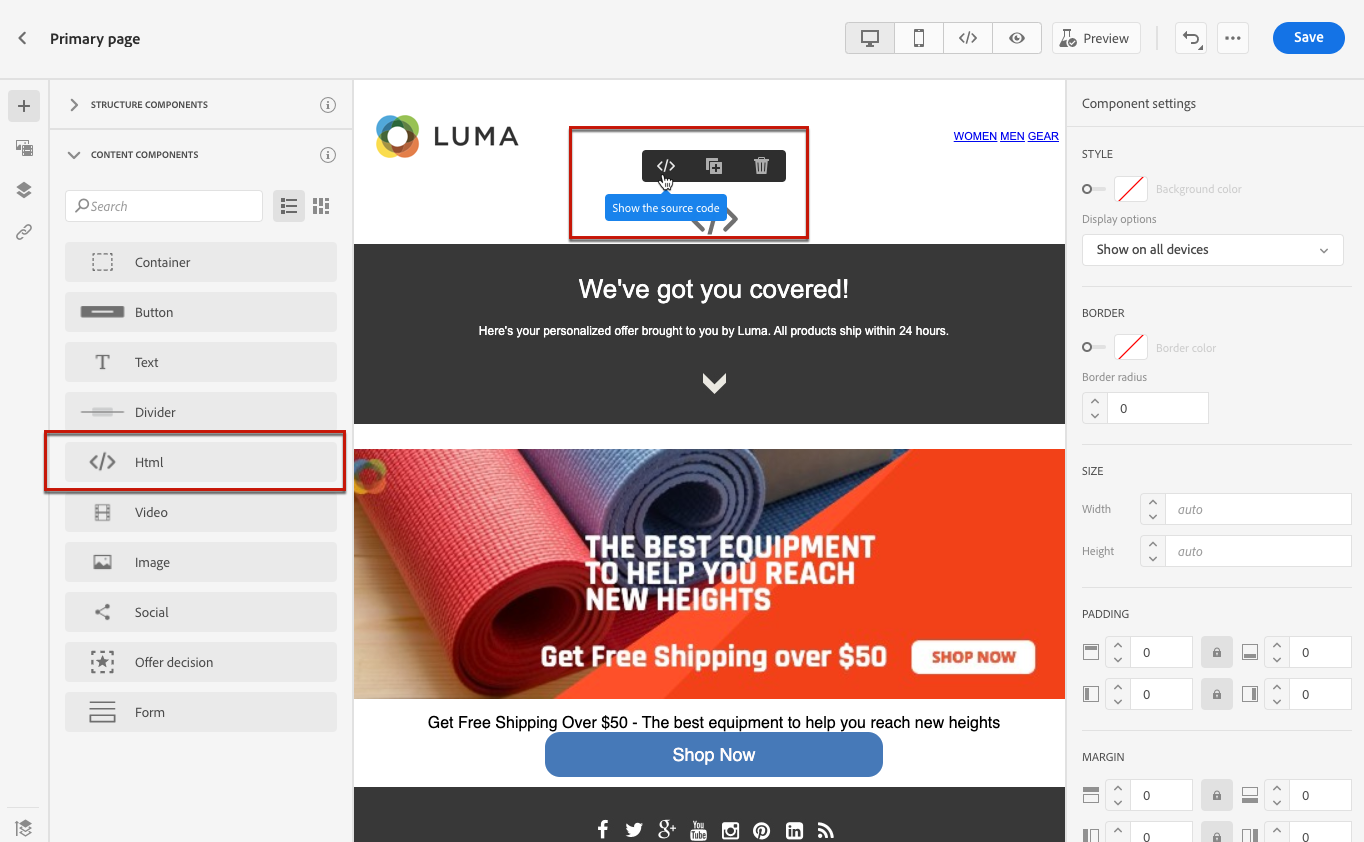 Primary page
Preview
Save
STRUCTURE COMPONENTS
CONTENT COMPONENTS
Search
Container
Button
Text
Divider
Html
Video
Image
Social
Offer decision
Form
LUMA
WOMEN MEN GEAR
Show the source code
We've got you covered!
Here's your personalized offer brought to you by Luma. All products ship within 24 hours.
THE BEST EQUIPMENT
TO HELP YOU REACH
NEW HEIGHTS
Get Free Shipping over $50
SHOP NOW
Get Free Shipping Over $50 - The best equipment to help you reach new heights
Shop Now
You
Tube
Component settings
STYLE
Background color
Display options
Show on all devices
BORDER
Border color
Border radius
0
SIZE
Width auto
Height auto
PADDING
0 0
0 0
MARGIN
0 0
0 0